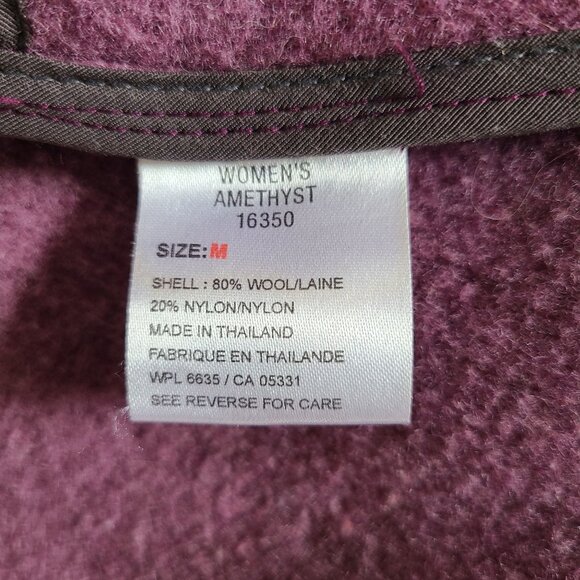 WOMEN'S
AMETHYST
16350
SIZE:M
SHELL : 80% WOOL/LAINE
20% NYLON/NYLON
MADE IN THAILAND
FABRIQUE EN THAILANDE
WPL 6635 / CA 05331
SEE REVERSE FOR CARE